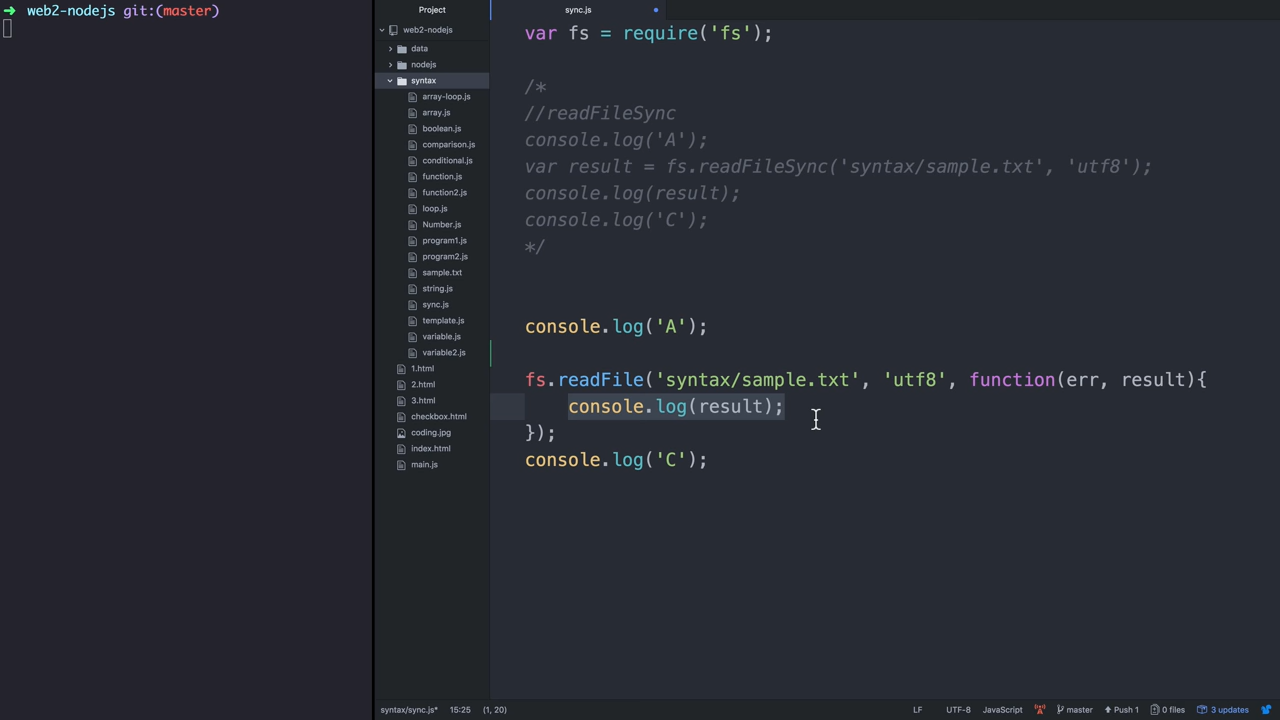 ➜ web2-nodejs git:(master)
Project
web2-nodejs
data
nodejs
syntax
array-loop.js
array.js
boolean.js
comparison.js
conditional.js
function.js
function2.js
loop.js
Number.js
program1.js
program2.js
sample.txt
string.js
sync.js
template.js
variable.js
variable2.js
1.html
2.html
3.html
checkbox.html
coding.jpg
index.html
main.js
sync.js
var fs = require('fs');
/*
//readFileSync
console.log('A');
var result = fs.readFileSync('syntax/sample.txt', 'utf8');
console.log(result);
console.log('C');
*/
console.log('A');
fs.readFile('syntax/sample.txt', 'utf8', function(err, result){
console.log(result);
});
console.log('C');
syntax/sync.js* 15:25 (1, 20) LF UTF-8 JavaScript master Push 1 0 files 3 updates